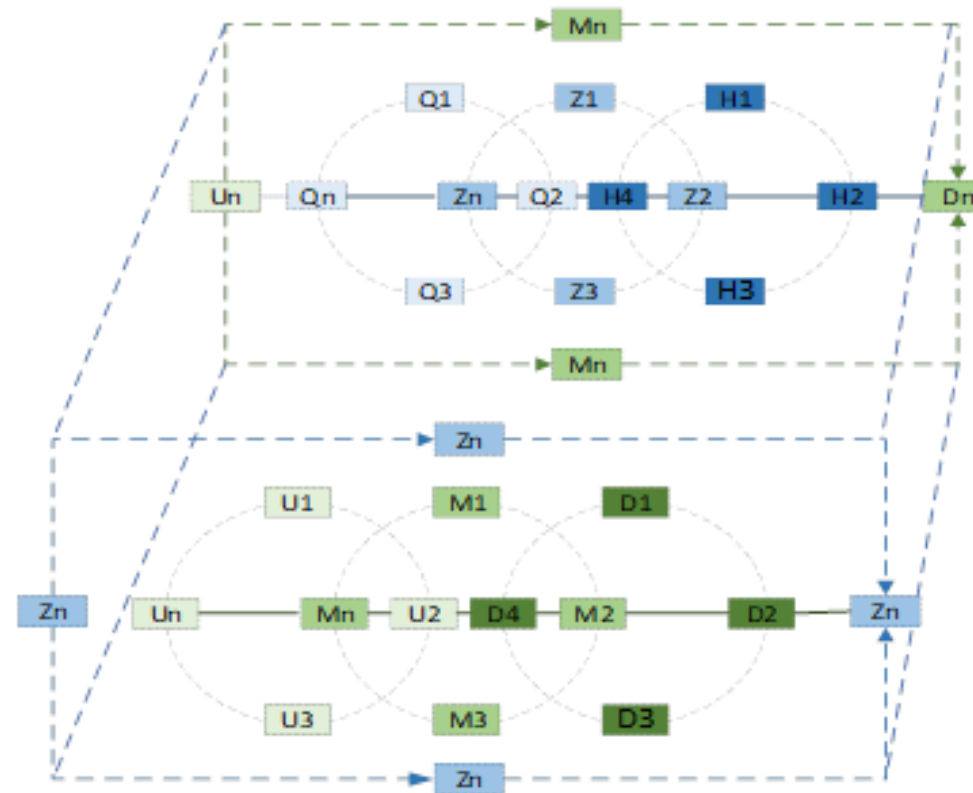 Mn
Q1 Z1 H1
Un Qn Zn Q2 H4 Z2 H2 Dn
Q3 Z3 H3
Mn
Zn
U1 M1 D1
Zn Un Mn U2 D4 M2 D2 Zn
U3 M3 D3
Zn